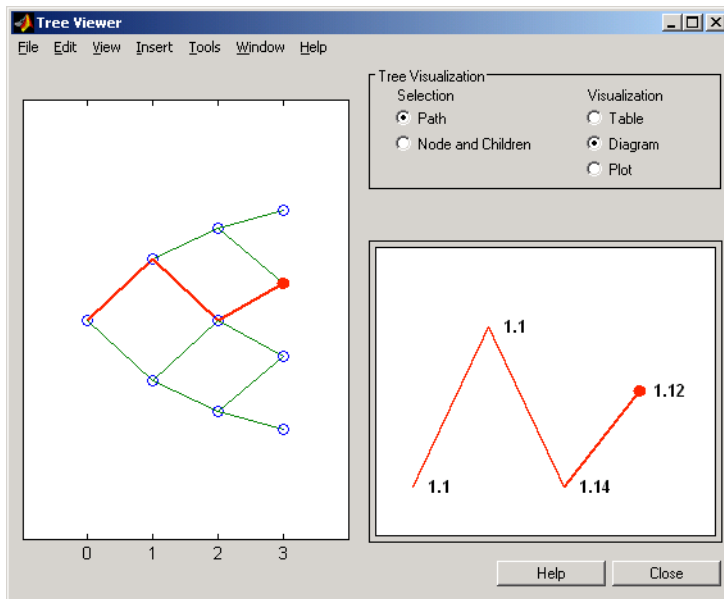 Tree Viewer
File Edit View Insert Tools Window Help
Tree Visualization
Selection
Path
Node and Children
Visualization
Table
Diagram
Plot
0 1 2 3
1.1
1.12
1.1
1.14
Help Close